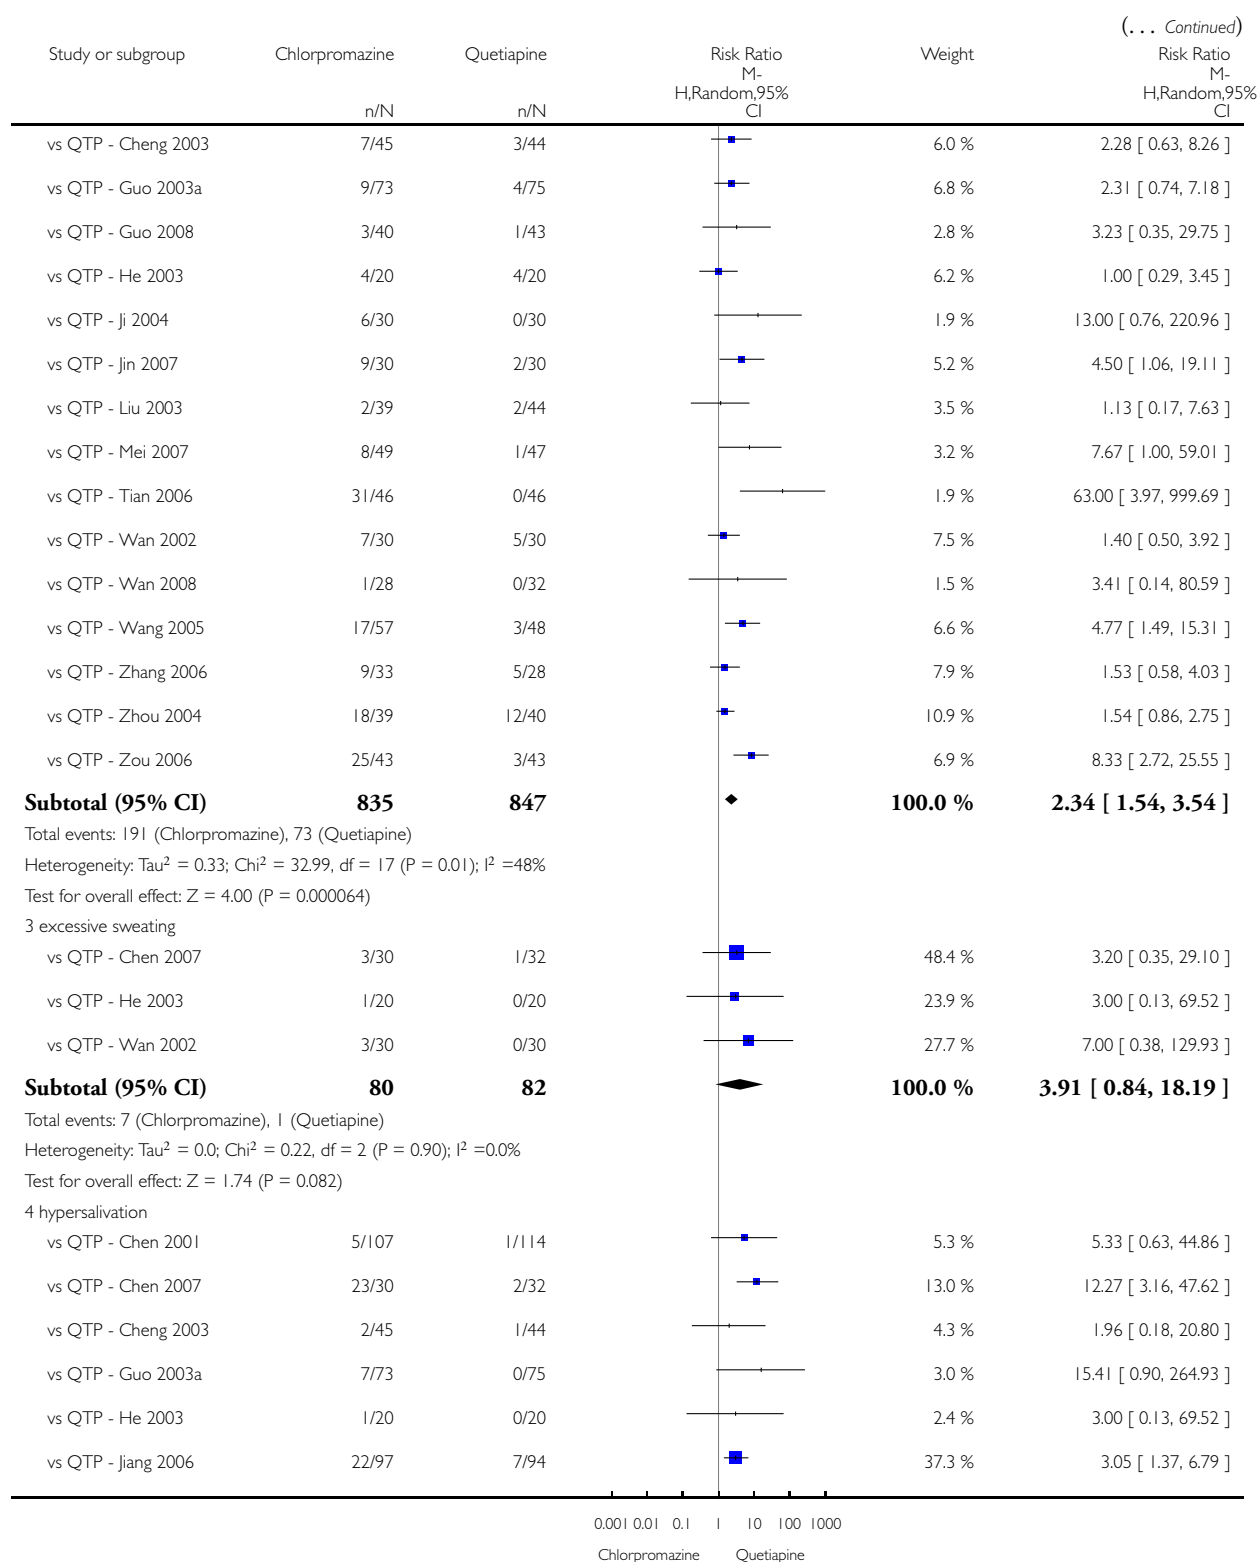 (... Continued)
Study or subgroup Chlorpromazine Quetiapine Risk Ratio Weight Risk Ratio
M- M-
H,Random,95% H,Random,95%
n/N n/N CI CI
vs QTP - Cheng 2003 7/45 3/44 6.0 % 2.28 [ 0.63, 8.26 ]
vs QTP - Guo 2003a 9/73 4/75 6.8 % 2.31 [ 0.74, 7.18 ]
vs QTP - Guo 2008 3/40 1/43 2.8 % 3.23 [ 0.35, 29.75 ]
vs QTP - He 2003 4/20 4/20 6.2 % 1.00 [ 0.29, 3.45 ]
vs QTP - Ji 2004 6/30 0/30 1.9 % 13.00 [ 0.76, 220.96 ]
vs QTP - Jin 2007 9/30 2/30 5.2 % 4.50 [ 1.06, 19.11 ]
vs QTP - Liu 2003 2/39 2/44 3.5 % 1.13 [ 0.17, 7.63 ]
vs QTP - Mei 2007 8/49 1/47 3.2 % 7.67 [ 1.00, 59.01 ]
vs QTP - Tian 2006 31/46 0/46 1.9 % 63.00 [ 3.97, 999.69 ]
vs QTP - Wan 2002 7/30 5/30 7.5 % 1.40 [ 0.50, 3.92 ]
vs QTP - Wan 2008 1/28 0/32 1.5 % 3.41 [ 0.14, 80.59 ]
vs QTP - Wang 2005 17/57 3/48 6.6 % 4.77 [ 1.49, 15.31 ]
vs QTP - Zhang 2006 9/33 5/28 7.9 % 1.53 [ 0.58, 4.03 ]
vs QTP - Zhou 2004 18/39 12/40 10.9 % 1.54 [ 0.86, 2.75 ]
vs QTP - Zou 2006 25/43 3/43 6.9 % 8.33 [ 2.72, 25.55 ]
Subtotal (95% CI) 835 847 100.0 % 2.34 [ 1.54, 3.54 ]
Total events: 191 (Chlorpromazine), 73 (Quetiapine)
Heterogeneity: Tau² = 0.33; Chi² = 32.99, df = 17 (P = 0.01); I² =48%
Test for overall effect: Z = 4.00 (P = 0.000064)
3 excessive sweating
vs QTP - Chen 2007 3/30 1/32 48.4 % 3.20 [ 0.35, 29.10 ]
vs QTP - He 2003 1/20 0/20 23.9 % 3.00 [ 0.13, 69.52 ]
vs QTP - Wan 2002 3/30 0/30 27.7 % 7.00 [ 0.38, 129.93 ]
Subtotal (95% CI) 80 82 100.0 % 3.91 [ 0.84, 18.19 ]
Total events: 7 (Chlorpromazine), 1 (Quetiapine)
Heterogeneity: Tau² = 0.0; Chi² = 0.22, df = 2 (P = 0.90); I² =0.0%
Test for overall effect: Z = 1.74 (P = 0.082)
4 hypersalivation
vs QTP - Chen 2001 5/107 1/114 5.3 % 5.33 [ 0.63, 44.86 ]
vs QTP - Chen 2007 23/30 2/32 13.0 % 12.27 [ 3.16, 47.62 ]
vs QTP - Cheng 2003 2/45 1/44 4.3 % 1.96 [ 0.18, 20.80 ]
vs QTP - Guo 2003a 7/73 0/75 3.0 % 15.41 [ 0.90, 264.93 ]
vs QTP - He 2003 1/20 0/20 2.4 % 3.00 [ 0.13, 69.52 ]
vs QTP - Jiang 2006 22/97 7/94 37.3 % 3.05 [ 1.37, 6.79 ]
0.001 0.01 0.1 1 10 100 1000
Chlorpromazine Quetiapine